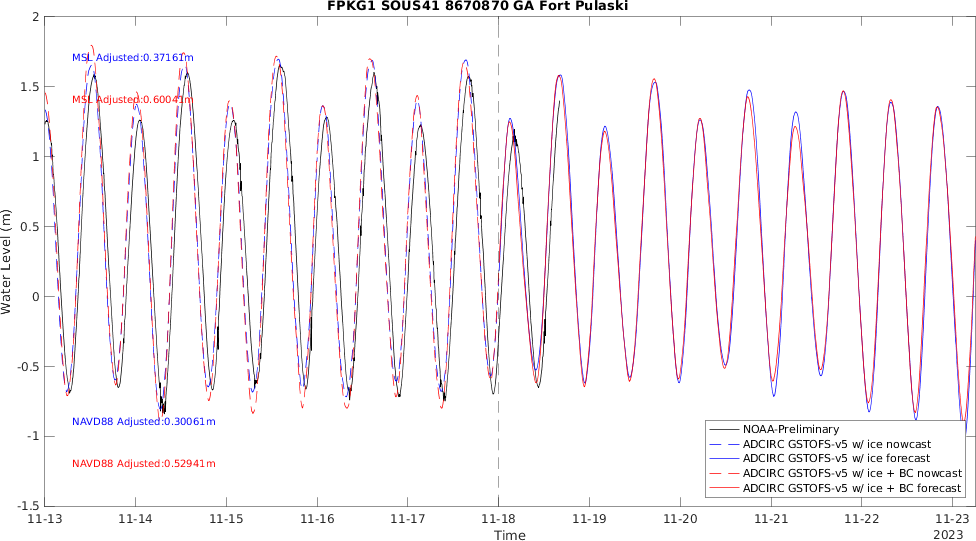 FPKG1 SOUS41 8670870 GA Fort Pulaski
2
1.5
1
0.5
0
-0.5
-1
-1.5
Water Level (m)
MSL Adjusted:0.37161m
MSL Adjusted:0.60041m
NAVD88 Adjusted:0.30061m
NAVD88 Adjusted:0.52941m
NOAA-Preliminary
ADCIRC GSTOFS-v5 w/ ice nowcast
ADCIRC GSTOFS-v5 w/ ice forecast
ADCIRC GSTOFS-v5 w/ ice + BC nowcast
ADCIRC GSTOFS-v5 w/ ice + BC forecast
11-13 11-14 11-15 11-16 11-17 11-18 11-19 11-20 11-21 11-22 11-23
Time
2023